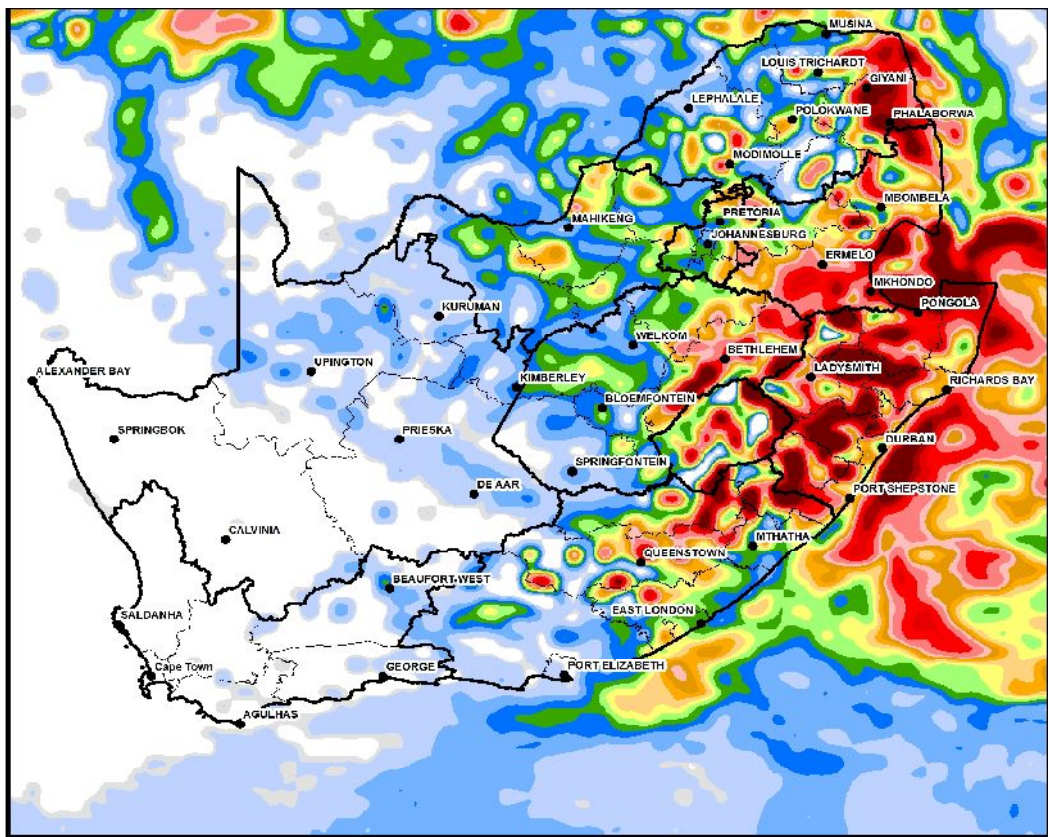 MUSINA
LOUIS TRICHARDT
GIYANI
LEPHALALE
POLOKWANE
PHALABORWA
MODIMOLLE
MBOMBELA
MAHIKENG
PRETORIA
JOHANNESBURG
ERMELO
MKHONDO
PONGOLA
KURUMAN
WELKOM
BETHLEHEM
UPINGTON
LADYSMITH
ALEXANDER BAY
KIMBERLEY
RICHARDS BAY
BLOEMFONTEIN
SPRINGBOK
PRIESKA
DURBAN
SPRINGFONTEIN
DE AAR
PORT SHEPSTONE
CALVINIA
MTHATHA
QUEENSTOWN
BEAUFORT WEST
SALDANHA
EAST LONDON
Cape Town
GEORGE
PORT ELIZABETH
AGULHAS